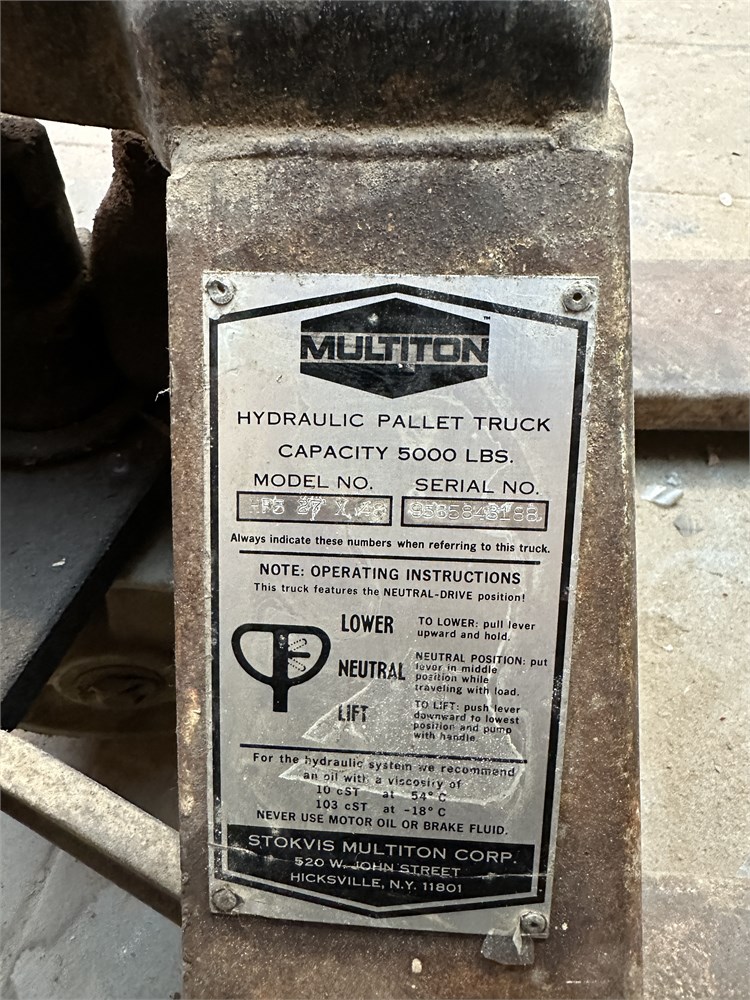 MULTITON™
HYDRAULIC PALLET TRUCK
CAPACITY 5000 LBS.
MODEL NO. SERIAL NO.
27 X 48
Always indicate these numbers when referring to this truck.
NOTE: OPERATING INSTRUCTIONS
This truck features the NEUTRAL-DRIVE position!
LOWER
TO LOWER: pull lever
upward and hold.
NEUTRAL
NEUTRAL POSITION: put
lever in middle
position while
traveling with load.
LIFT
TO LIFT: push lever
downward to lowest
position and pump
with handle.
For the hydraulic system we recommend
an oil with a viscosity of
10 cST at 54° C
103 cST at -18° C
NEVER USE MOTOR OIL OR BRAKE FLUID.
STOKVIS MULTITON CORP.
520 W. JOHN STREET
HICKSVILLE, N.Y. 11801